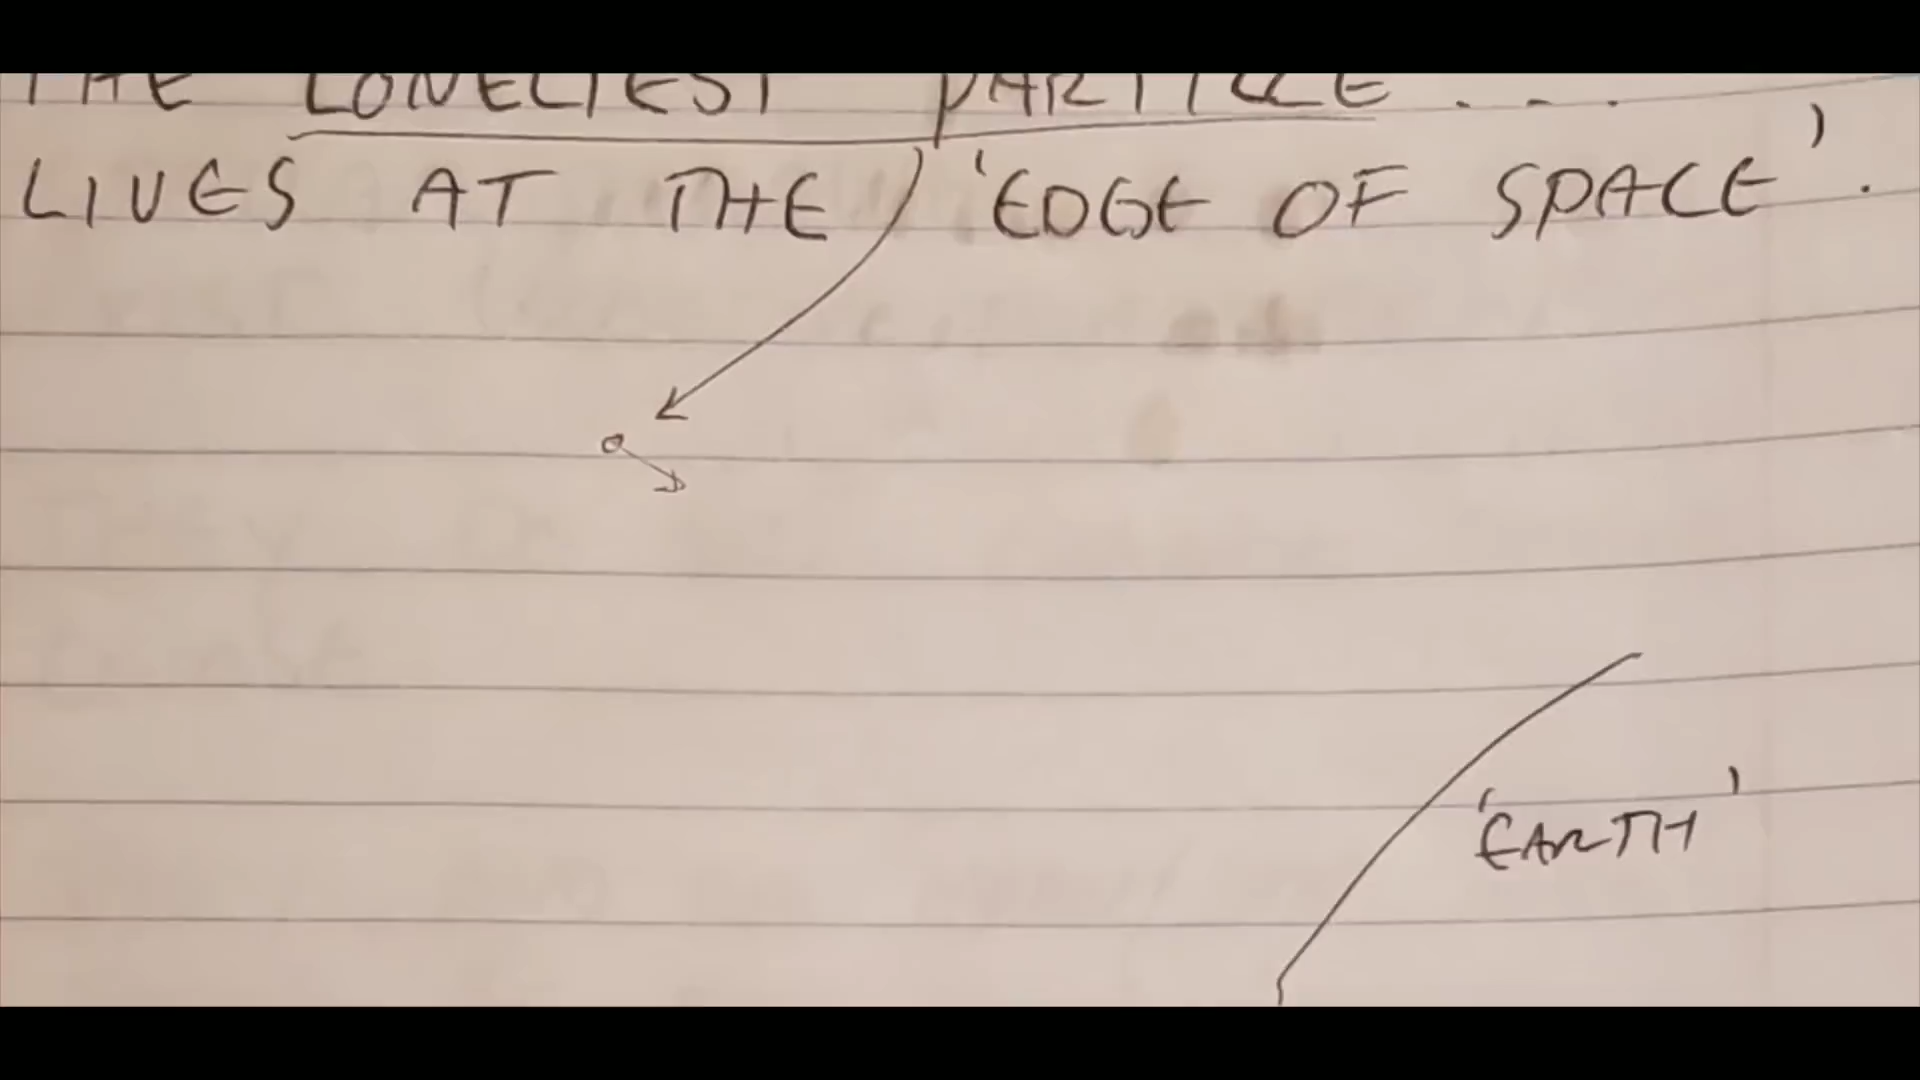 THE LONELIEST PARTICLE ...
LIVES AT THE 'EDGE OF SPACE'.
'EARTH'